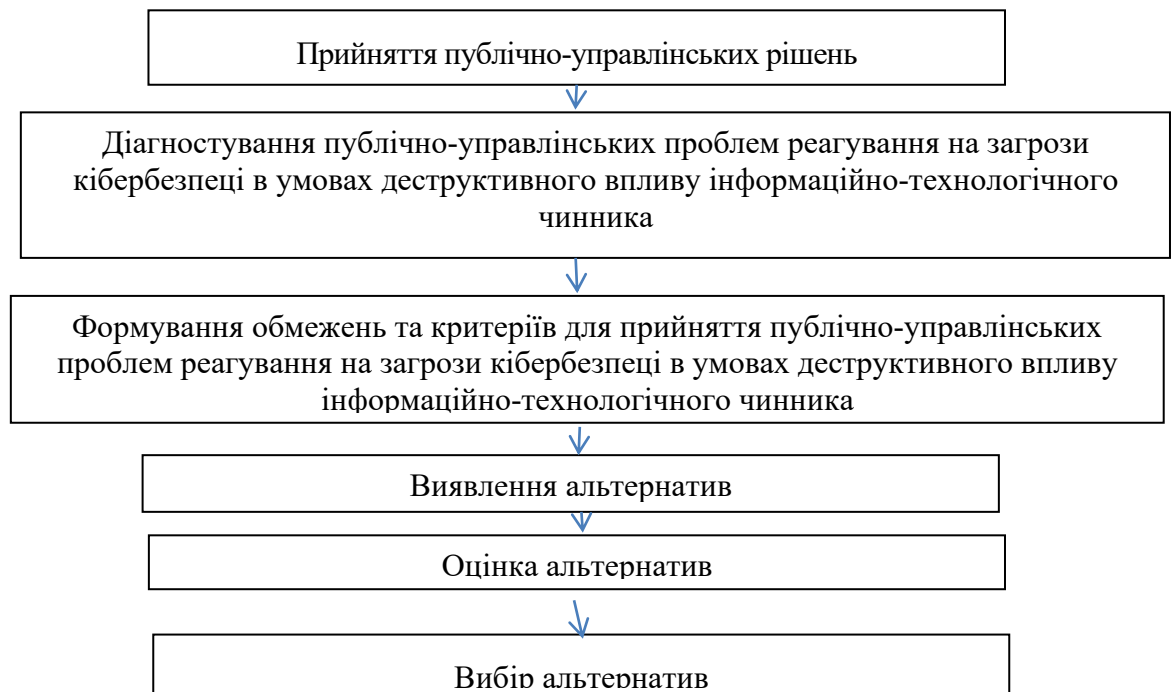 Прийняття публічно-управлінських рішень
Діагностування публічно-управлінських проблем реагування на загрози
кібербезпеці в умовах деструктивного впливу інформаційно-технологічного
чинника
Формування обмежень та критеріїв для прийняття публічно-управлінських
проблем реагування на загрози кібербезпеці в умовах деструктивного впливу
інформаційно-технологічного чинника
Виявлення альтернатив
Оцінка альтернатив
Вибір альтернатив